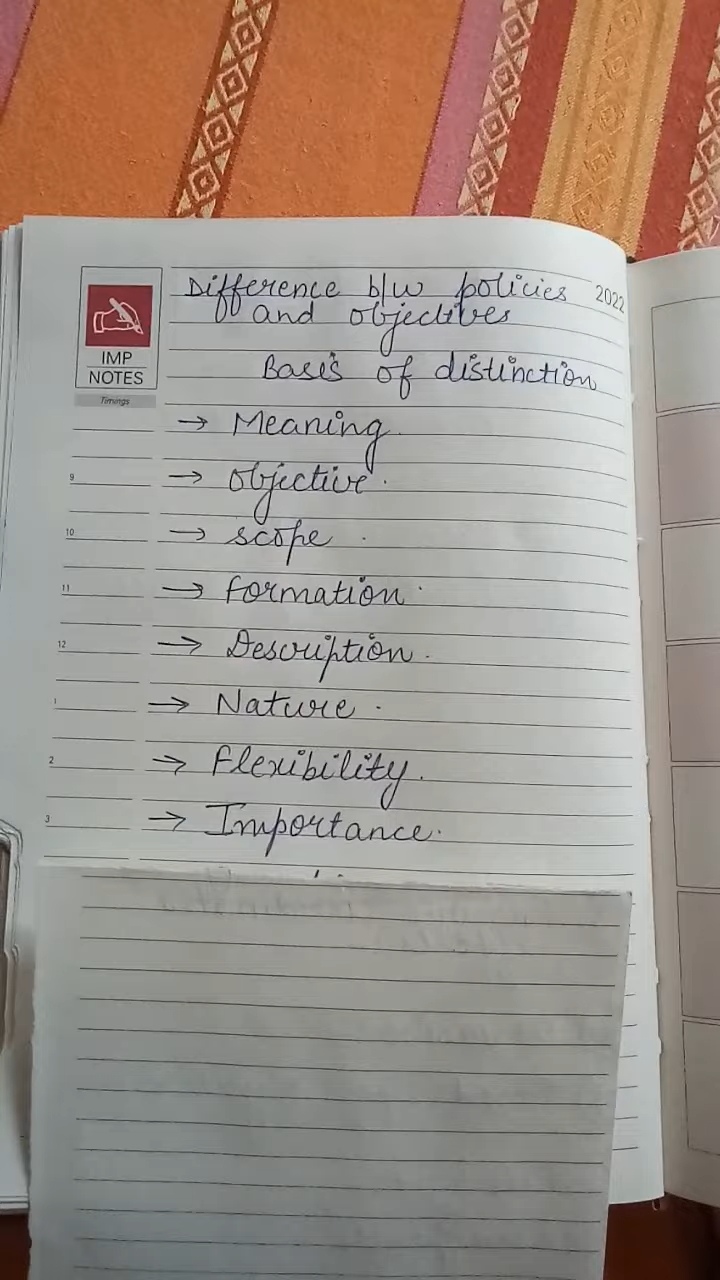 Difference b/w policies 2022
and objectives
IMP
NOTES
Basis of distinction
Timings
→ Meaning.
9 → Objective.
10 → scope.
11 → formation.
12 → Description.
1 → Nature.
2 → Flexibility.
3 → Importance.